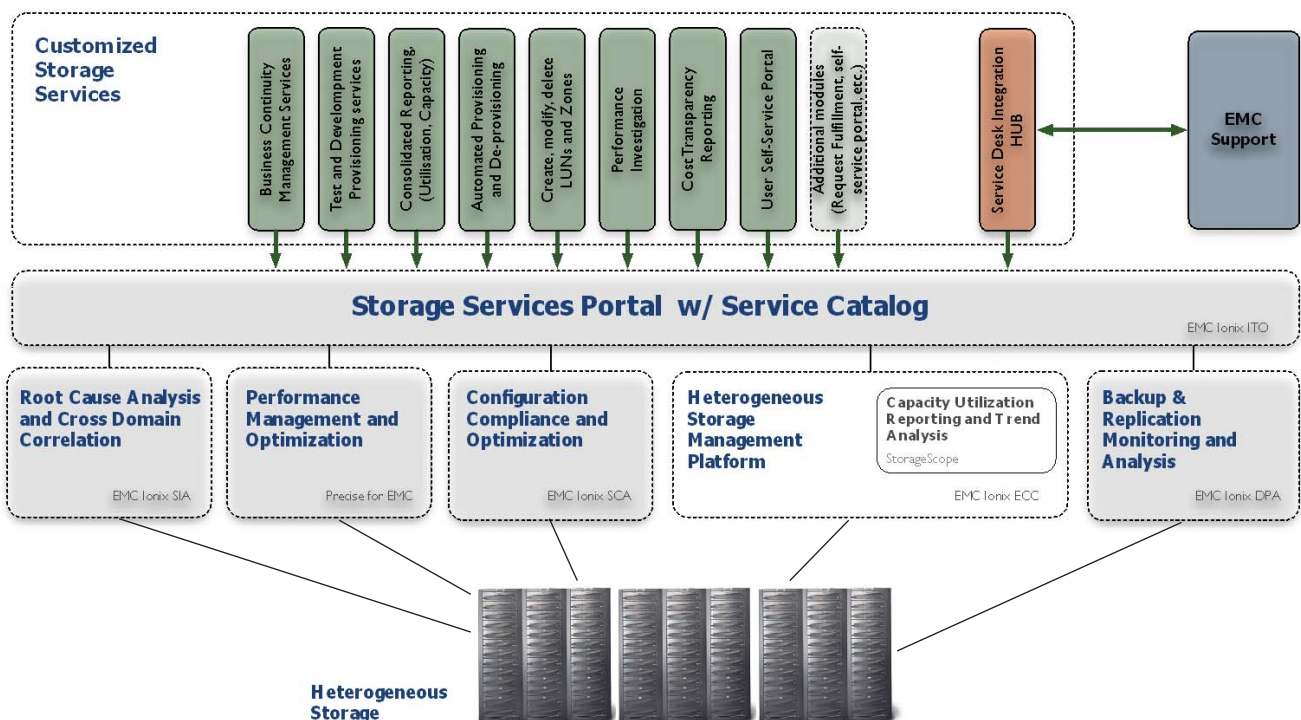 Customized
Storage
Services
Business Continuity
Management Services
Test and Develompment
Provisioning services
Consolidated Reporting,
(Utilisation, Capacity)
Automated Provisioning
and De-provisioning
Create, modify, delete
LUNs and Zones
Performance
Investigation
Cost Transparency
Reporting
User Self-Service Portal
Additional modules
(Request Fulfillment, self-
service portal, etc.)
Service Desk Integration
HUB
EMC
Support
Storage Services Portal w/ Service Catalog
EMC Ionix ITO
Root Cause Analysis
and Cross Domain
Correlation
EMC Ionix SIA
Performance
Management and
Optimization
Precise for EMC
Configuration
Compliance and
Optimization
EMC Ionix SCA
Heterogeneous
Storage
Management
Platform
Capacity Utilization
Reporting and Trend
Analysis
StorageScope
EMC Ionix ECC
Backup &
Replication
Monitoring and
Analysis
EMC Ionix DPA
Heterogeneous
Storage